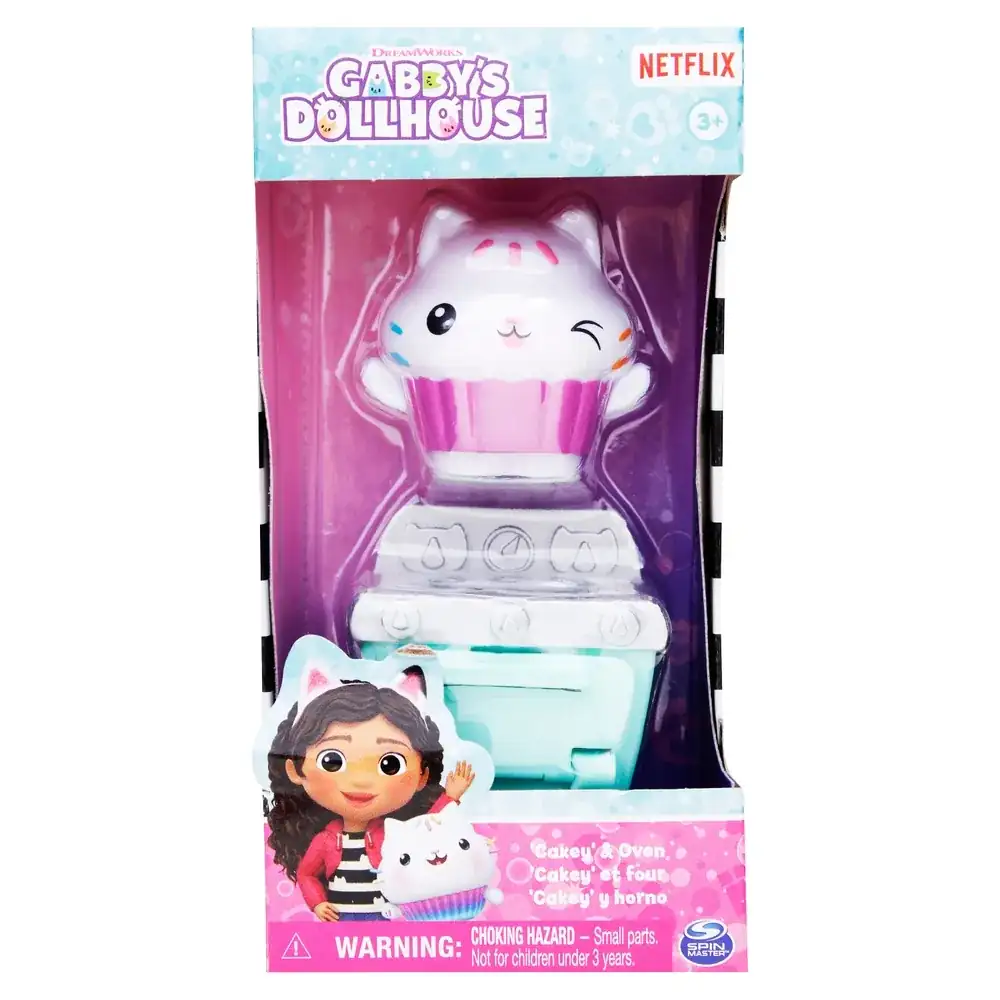 DREAMWORKS
GABBY'S
DOLLHOUSE
NETFLIX
3+
'Cakey' & Oven
'Cakey' et four
'Cakey' y horno
WARNING: CHOKING HAZARD – Small parts.
Not for children under 3 years.
SPIN
MASTER™